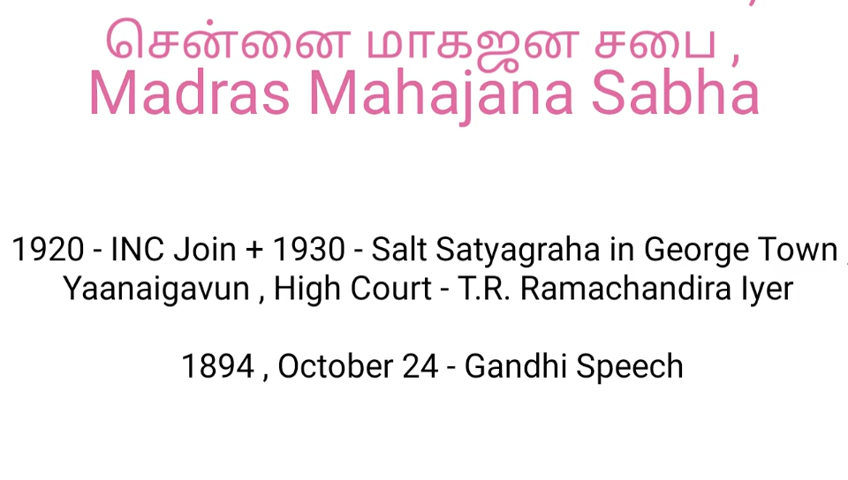 சென்னை மாகஜன சபை ,
Madras Mahajana Sabha
1920 - INC Join + 1930 - Salt Satyagraha in George Town ,
Yaanaigavun , High Court - T.R. Ramachandira Iyer
1894 , October 24 - Gandhi Speech